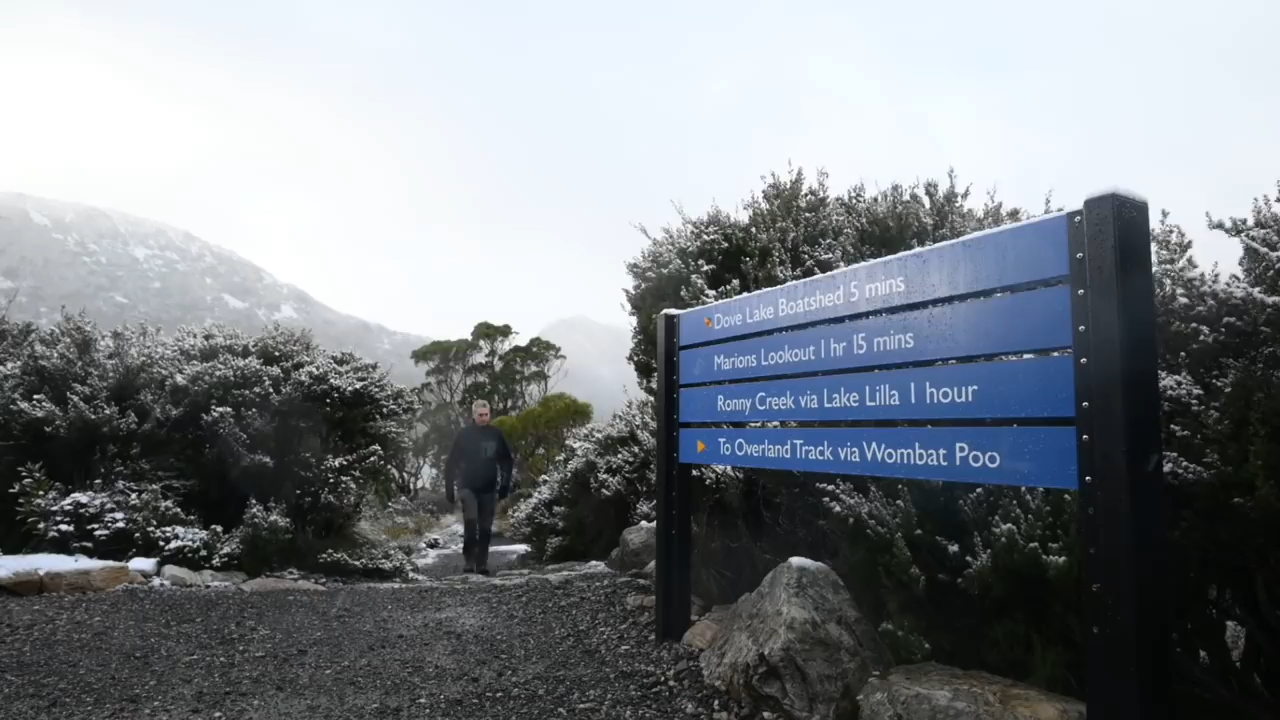 Dove Lake Boatshed 5 mins
Marions Lookout 1 hr 15 mins
Ronny Creek via Lake Lilla 1 hour
To Overland Track via Wombat Poo